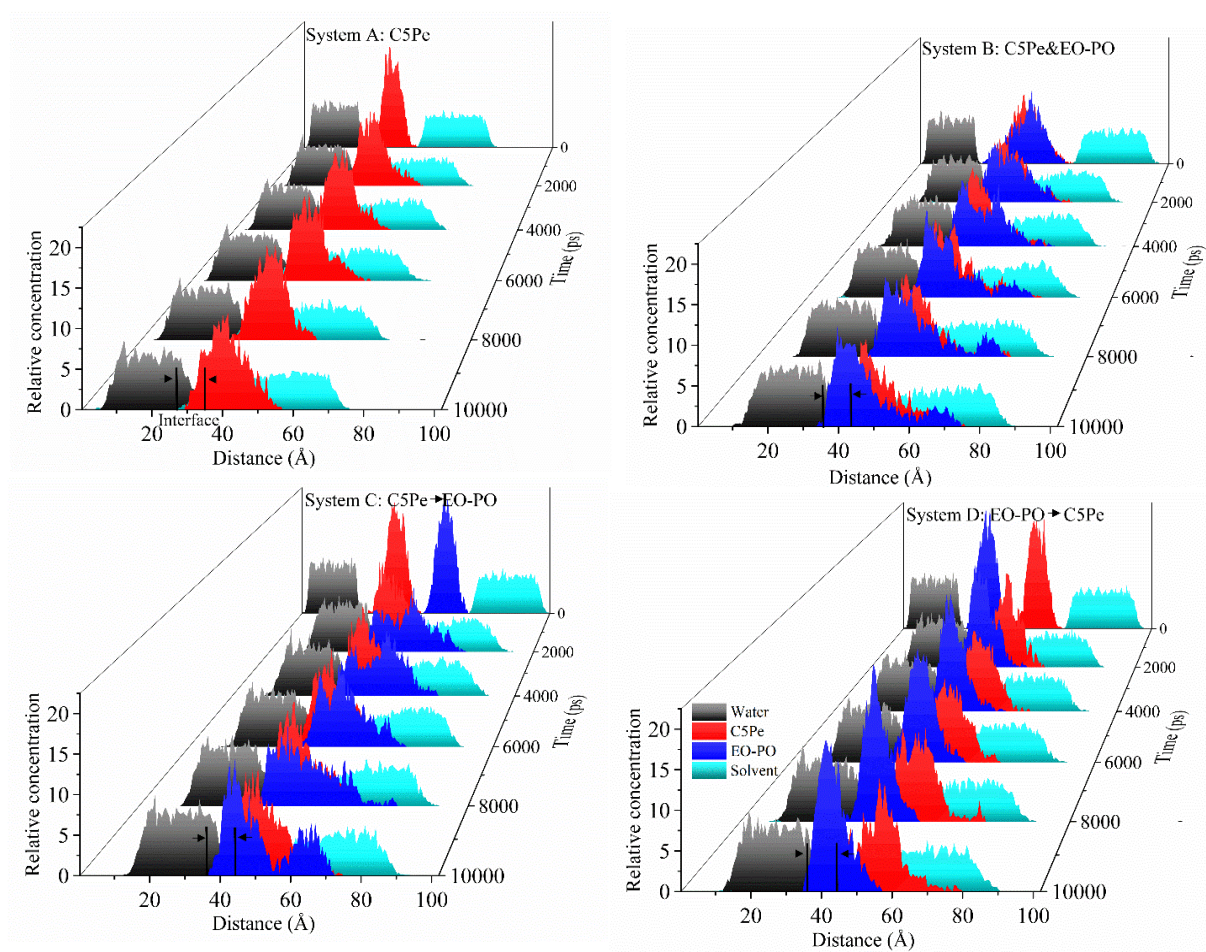 System A: C5Pe
0
2000
4000
6000
8000
10000
Time (ps)
20
15
10
5
0
Relative concentration
Interface
20 40 60 80 100
Distance (Å)
System B: C5Pe&EO-PO
0
2000
4000
6000
8000
10000
Time (ps)
20
15
10
5
0
Relative concentration
20 40 60 80 100
Distance (Å)
System C: C5Pe→EO-PO
0
2000
4000
6000
8000
10000
Time (ps)
20
15
10
5
0
Relative concentration
20 40 60 80 100
Distance (Å)
System D: EO-PO→C5Pe
0
2000
4000
6000
8000
10000
Time (ps)
Water
C5Pe
EO-PO
Solvent
20
15
10
5
0
Relative concentration
20 40 60 80 100
Distance (Å)